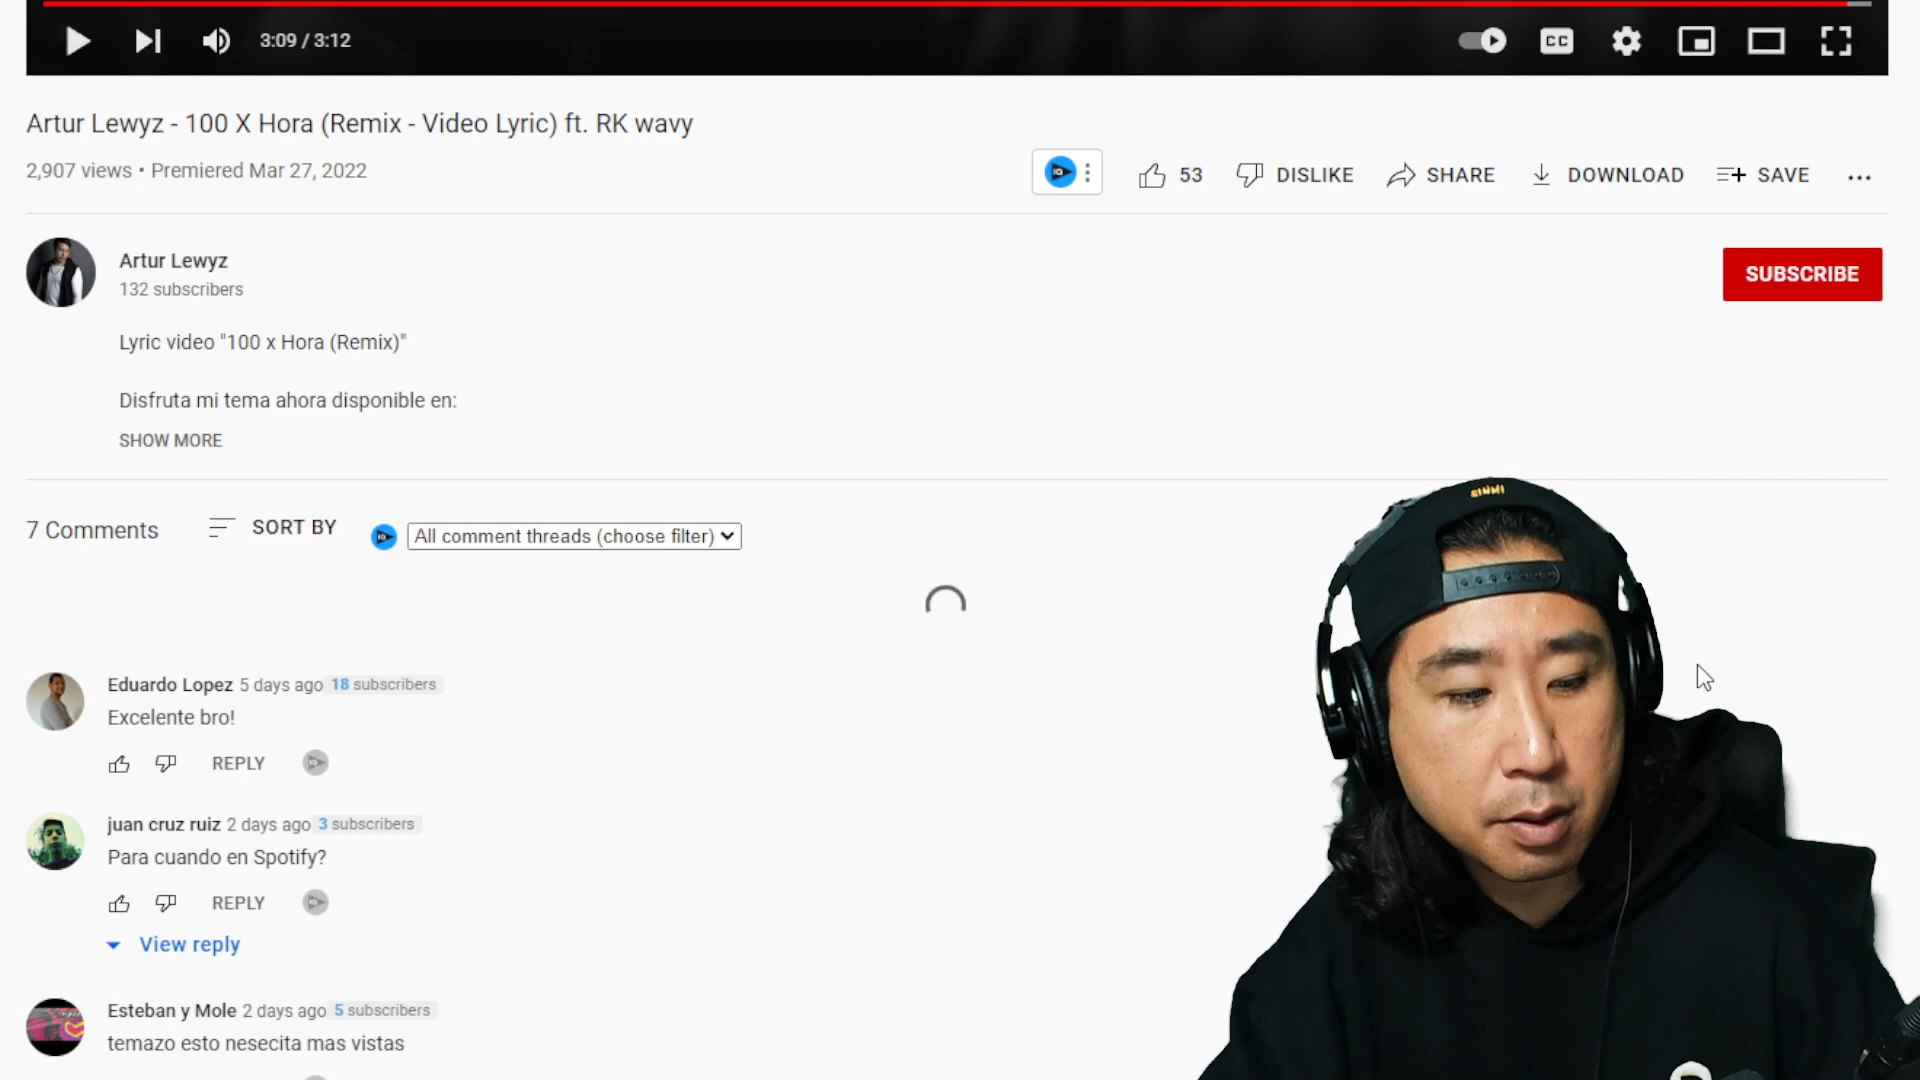 3:09 / 3:12
CC
Artur Lewyz - 100 X Hora (Remix - Video Lyric) ft. RK wavy
2,907 views • Premiered Mar 27, 2022
53
DISLIKE
SHARE
DOWNLOAD
SAVE
Artur Lewyz
132 subscribers
SUBSCRIBE
Lyric video "100 x Hora (Remix)"
Disfruta mi tema ahora disponible en:
SHOW MORE
7 Comments
SORT BY
All comment threads (choose filter)
Eduardo Lopez 5 days ago 18 subscribers
Excelente bro!
REPLY
juan cruz ruiz 2 days ago 3 subscribers
Para cuando en Spotify?
REPLY
View reply
Esteban y Mole 2 days ago 5 subscribers
temazo esto nesecita mas vistas